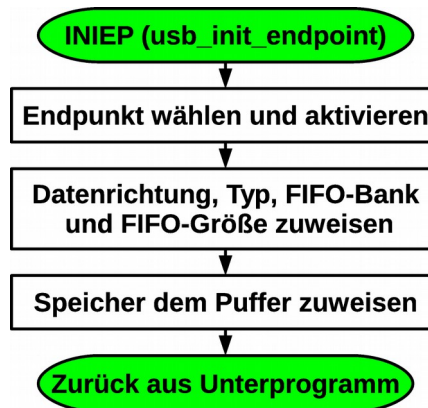 INIEP (usb_init_endpoint)
Endpunkt wählen und aktivieren
Datenrichtung, Typ, FIFO-Bank
und FIFO-Größe zuweisen
Speicher dem Puffer zuweisen
Zurück aus Unterprogramm